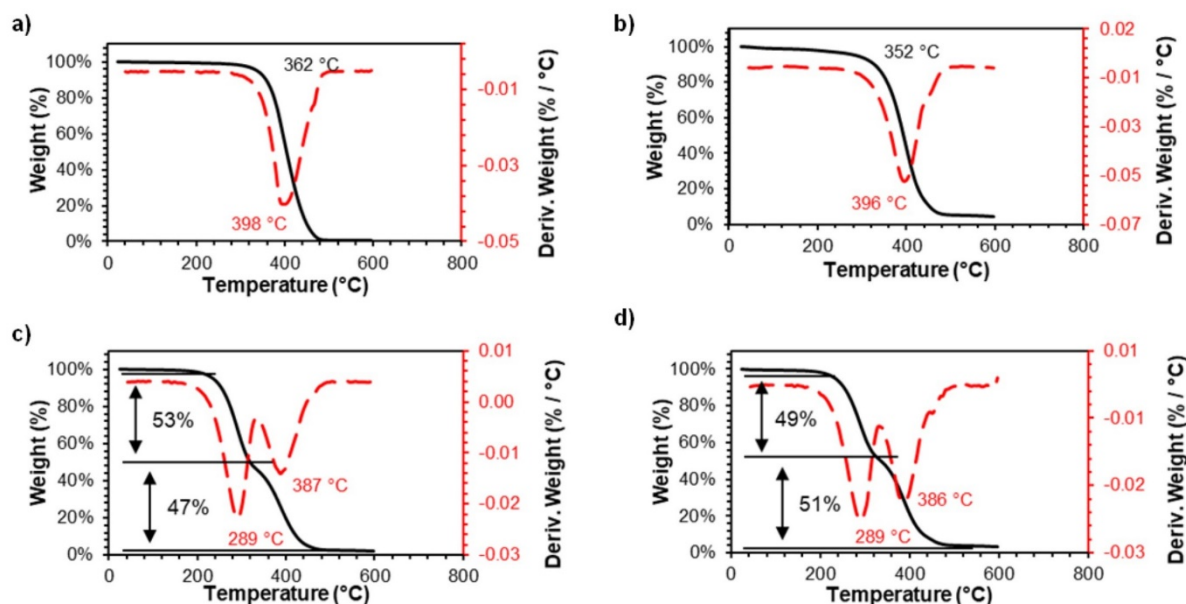 a)
100%
80%
60%
40%
20%
0%
Weight (%)
0
200
400
600
800
Temperature (°C)
-0.01
-0.03
-0.05
Deriv. Weight (% / °C)
362 °C
398 °C
b)
100%
80%
60%
40%
20%
0%
Weight (%)
0
200
400
600
800
Temperature (°C)
0.02
-0.01
-0.03
-0.05
-0.07
Deriv. Weight (% / °C)
352 °C
396 °C
c)
100%
80%
60%
40%
20%
0%
Weight (%)
0
200
400
600
800
Temperature (°C)
0.01
0.00
-0.01
-0.02
-0.03
Deriv. Weight (% / °C)
53%
47%
289 °C
387 °C
d)
100%
80%
60%
40%
20%
0%
Weight (%)
0
200
400
600
800
Temperature (°C)
0.01
-0.01
-0.02
-0.03
Deriv. Weight (% / °C)
49%
51%
289 °C
386 °C